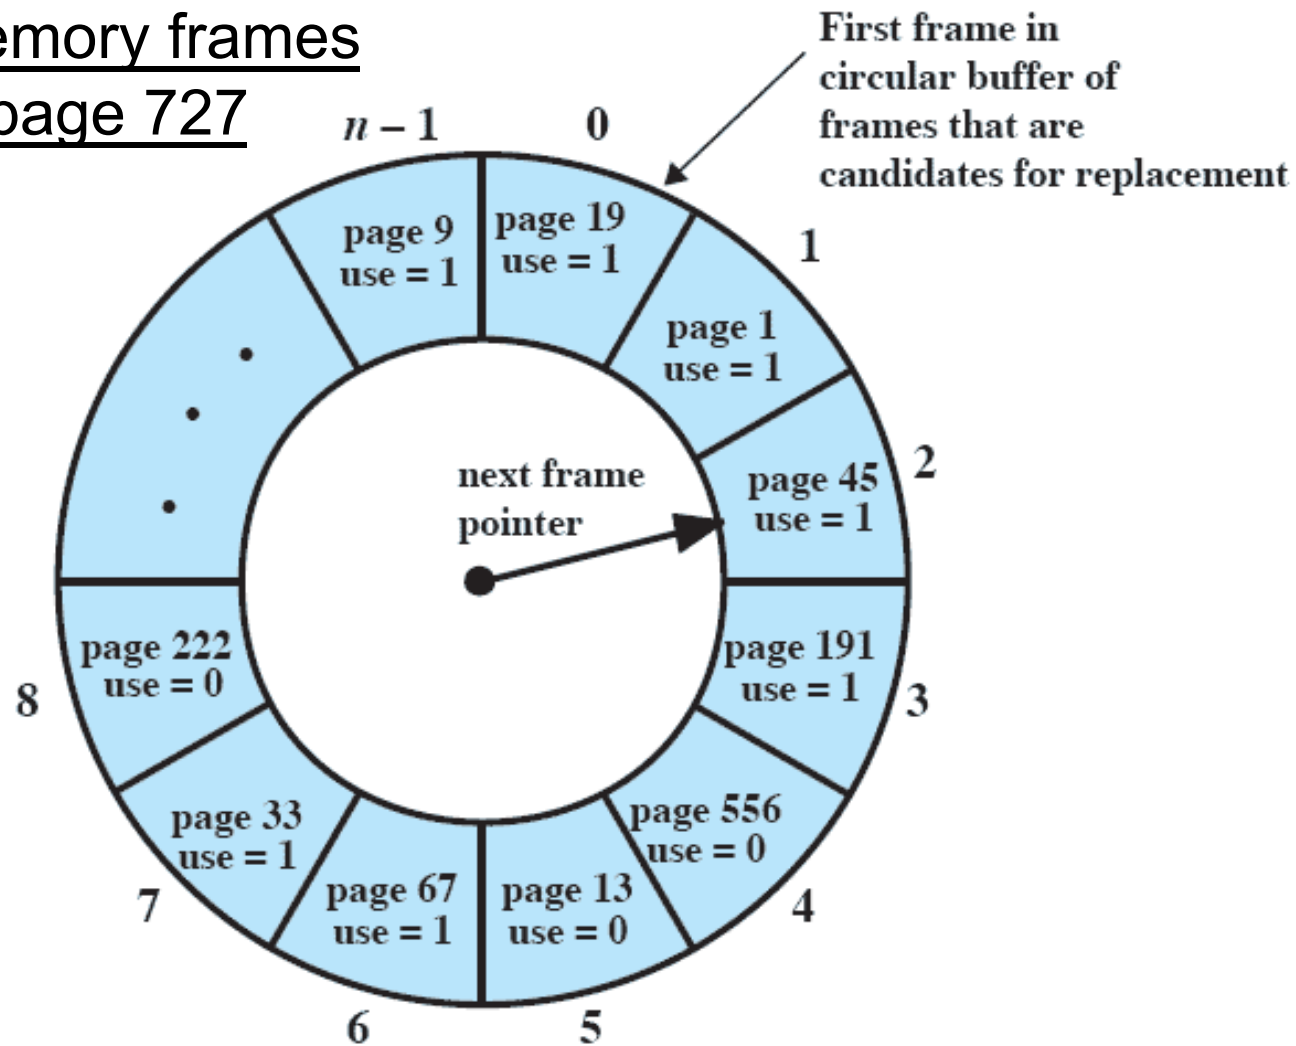 emory frames
page 727
First frame in
circular buffer of
frames that are
candidates for replacement
n – 1
0
1
2
3
4
5
6
7
8
page 9
use = 1
page 19
use = 1
page 1
use = 1
page 45
use = 1
page 191
use = 1
page 556
use = 0
page 13
use = 0
page 67
use = 1
page 33
use = 1
page 222
use = 0
next frame
pointer